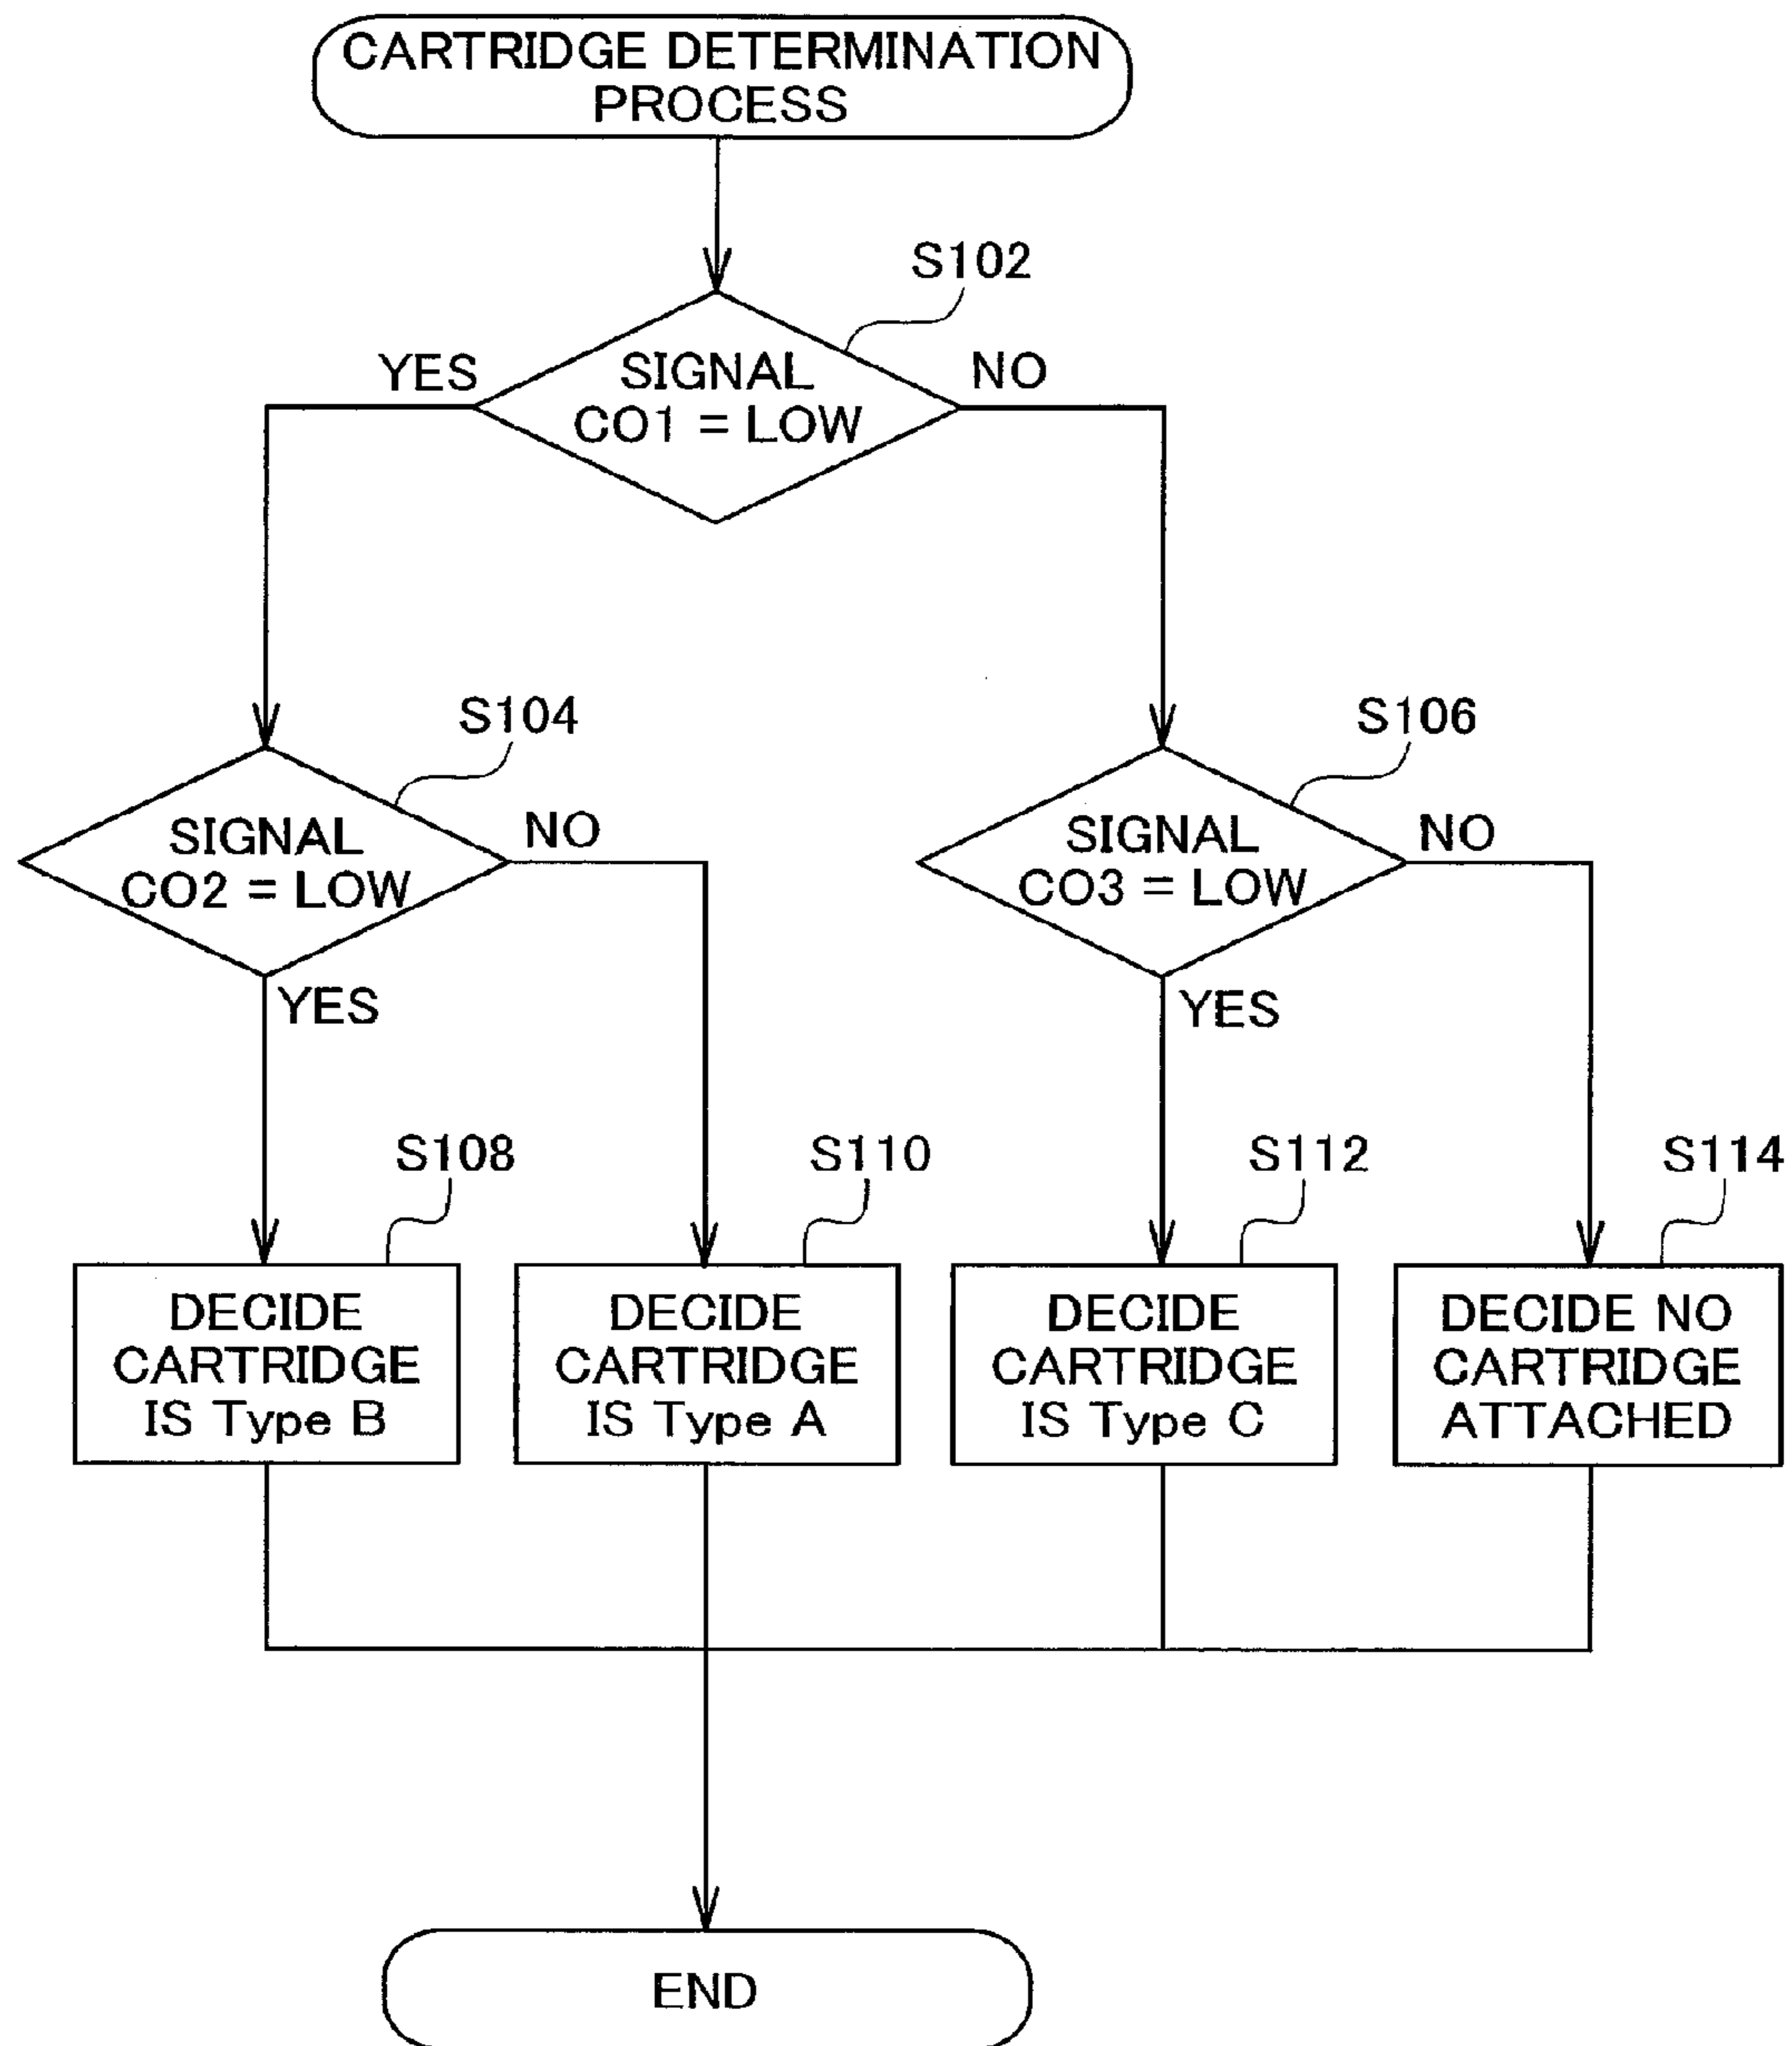 CARTRIDGE DETERMINATION
PROCESS
S102
YES
SIGNAL
CO1 = LOW
NO
S104
SIGNAL
CO2 = LOW
NO
YES
S106
SIGNAL
CO3 = LOW
NO
YES
S108
DECIDE
CARTRIDGE
IS Type B
S110
DECIDE
CARTRIDGE
IS Type A
S112
DECIDE
CARTRIDGE
IS Type C
S114
DECIDE NO
CARTRIDGE
ATTACHED
END